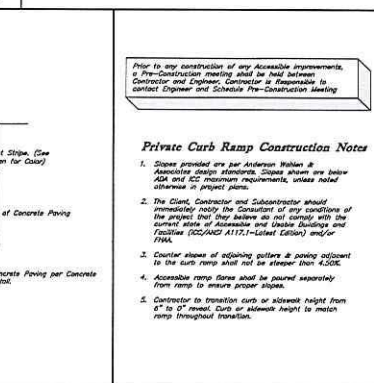 t Stripe. (See
n for Color)
of Concrete Paving
ncrete Paving per Concrete
tail.
Prior to any construction of any Accessible improvements,
a Pre-Construction meeting shall be held between
Contractor and Engineer. Contractor is Responsible to
contact Engineer and Schedule Pre-Construction Meeting
Private Curb Ramp Construction Notes
1. Slopes provided are per Anderson Wahlen &
Associates design standards. Slopes shown are below
ADA and ICC maximum requirements, unless noted
otherwise in project plans.
2. The Client, Contractor and Subcontractor should
immediately notify the Consultant of any conditions of
the project that they believe do not comply with the
current state of Accessible and Usable Buildings and
Facilities (ICC/ANSI A117.1-Latest Edition) and/or
FHAA.
3. Counter slopes of adjoining gutters & paving adjacent
to the curb ramp shall not be steeper than 4.50%.
4. Accessible ramp flares shall be poured separately
from ramp to ensure proper slopes.
5. Contractor to transition curb or sidewalk height from
6" to 0" reveal. Curb or sidewalk height to match
ramp throughout transition.